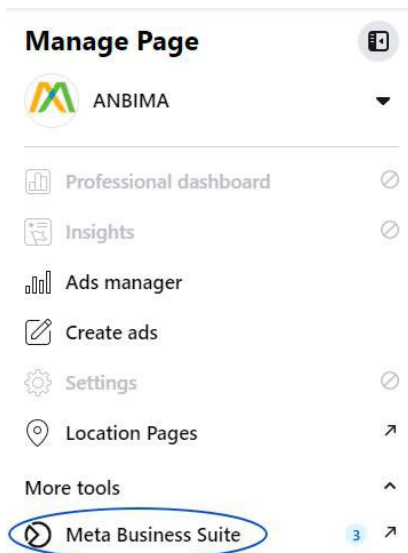 Manage Page
ANBIMA
Professional dashboard
Insights
Ads manager
Create ads
Settings
Location Pages
More tools
Meta Business Suite 3